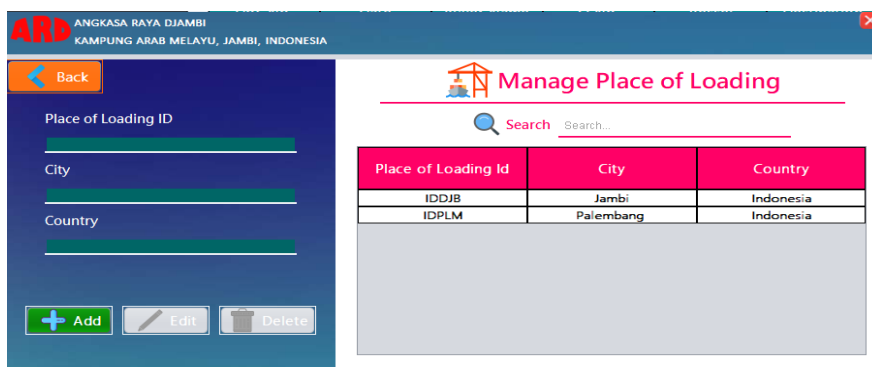 ARD
ANGKASA RAYA DJAMBI
KAMPUNG ARAB MELAYU, JAMBI, INDONESIA
Back
Place of Loading ID
City
Country
Add
Edit
Delete
Manage Place of Loading
Search Search...
Place of Loading Id City Country
IDDJB Jambi Indonesia
IDPLM Palembang Indonesia